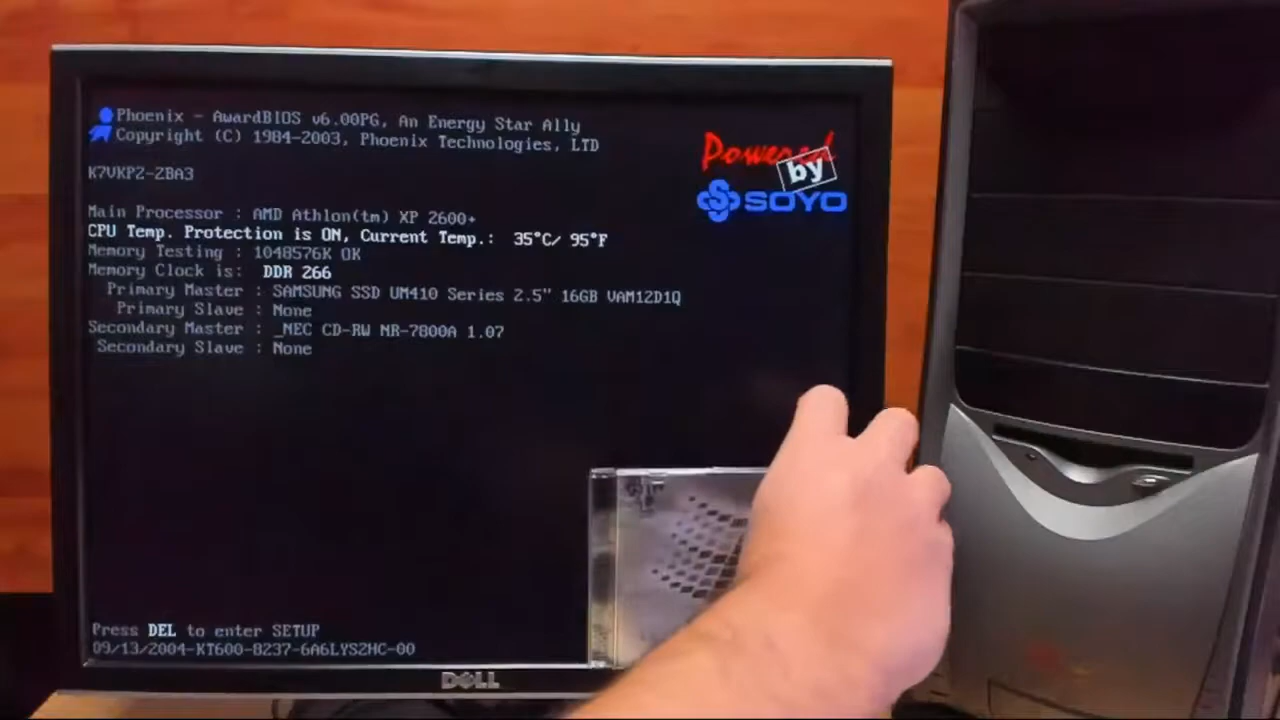 Phoenix - AwardBIOS v6.00PG, An Energy Star Ally
Copyright (C) 1984-2003, Phoenix Technologies, LTD
Powered
by
SOYO
K7VKP2-2BA3
Main Processor : AMD Athlon(tm) XP 2600+
CPU Temp. Protection is ON, Current Temp.: 35°C/ 95°F
Memory Testing : 1048576K OK
Memory Clock is: DDR 266
Primary Master : SAMSUNG SSD UM410 Series 2.5" 16GB VAM12D1Q
Primary Slave : None
Secondary Master : _NEC CD-RW NR-7800A 1.07
Secondary Slave : None
Press DEL to enter SETUP
09/13/2004-KT600-8237-6A6LYS2HC-00
DELL